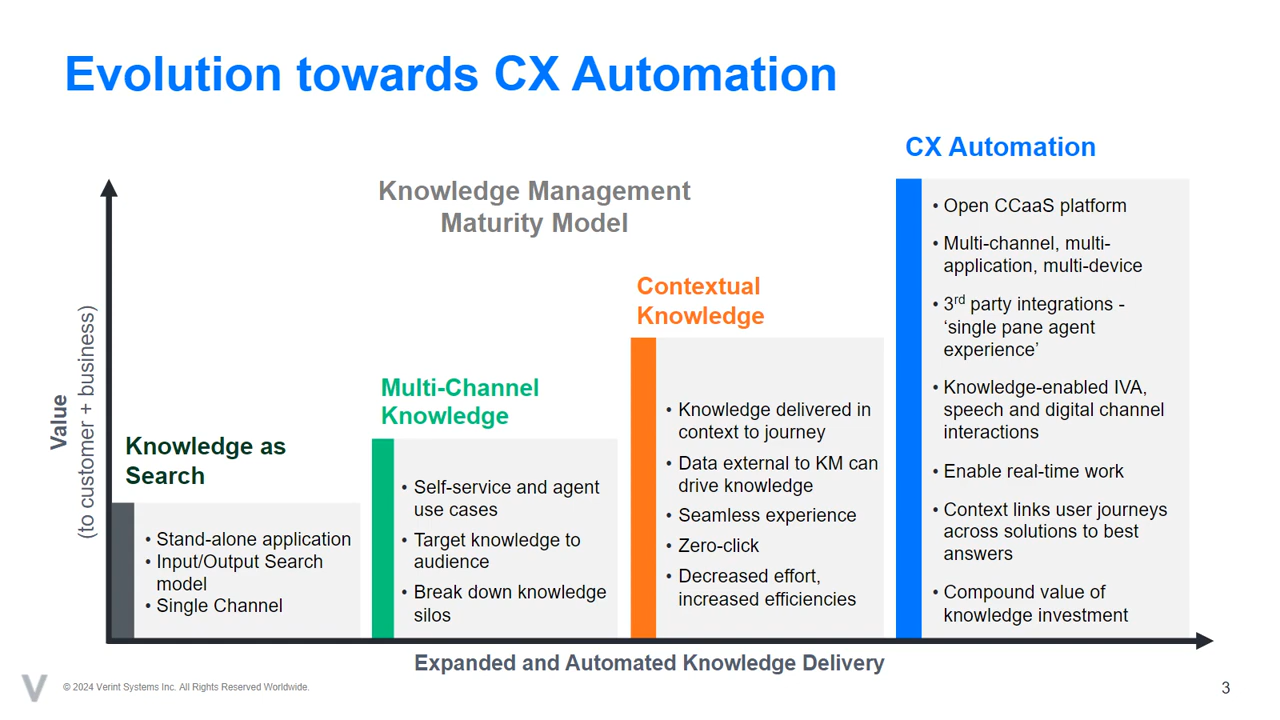 Evolution towards CX Automation
Knowledge Management
Maturity Model
Value
(to customer + business)
Knowledge as
Search
• Stand-alone application
• Input/Output Search
model
• Single Channel
Multi-Channel
Knowledge
• Self-service and agent
use cases
• Target knowledge to
audience
• Break down knowledge
silos
Contextual
Knowledge
• Knowledge delivered in
context to journey
• Data external to KM can
drive knowledge
• Seamless experience
• Zero-click
• Decreased effort,
increased efficiencies
CX Automation
• Open CCaaS platform
• Multi-channel, multi-
application, multi-device
• 3rd party integrations -
‘single pane agent
experience’
• Knowledge-enabled IVA,
speech and digital channel
interactions
• Enable real-time work
• Context links user journeys
across solutions to best
answers
• Compound value of
knowledge investment
Expanded and Automated Knowledge Delivery
© 2024 Verint Systems Inc. All Rights Reserved Worldwide.
3